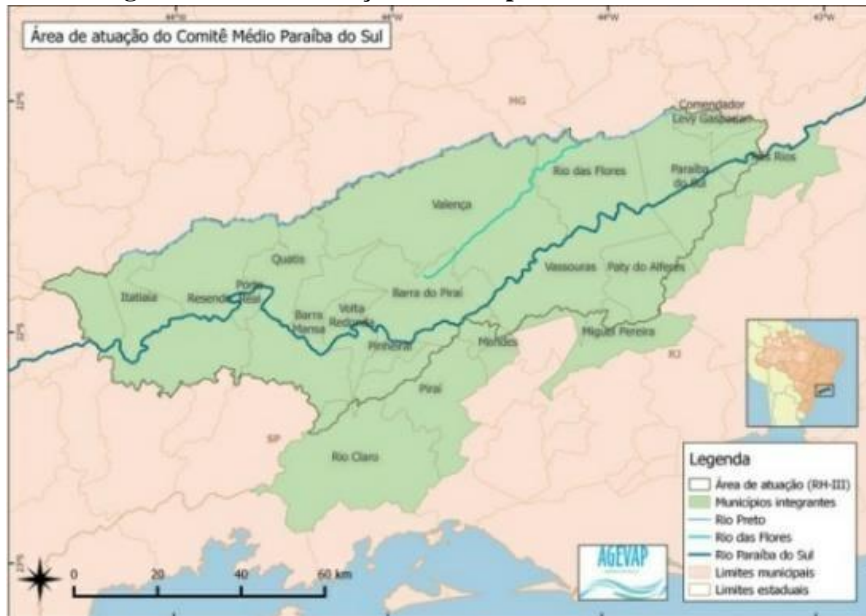 Área de atuação do Comitê Médio Paraíba do Sul
MG
Comendador
Levy Gasparian
Rio das Flores
Paraíba
do Sul
Valença
Quatis
Itatiaia
Resende
Porto
Real
Barra
Mansa
Volta
Redonda
Barra do Piraí
Vassouras
Paty do Alferes
Pinheiral
Mendes
Miguel Pereira
RJ
Piraí
SP
Rio Claro
Legenda
Área de atuação (RH-III)
Municípios integrantes
Rio Preto
Rio das Flores
Rio Paraíba do Sul
Limites municipais
Limites estaduais
AGEVAP
0 20 40 60 km